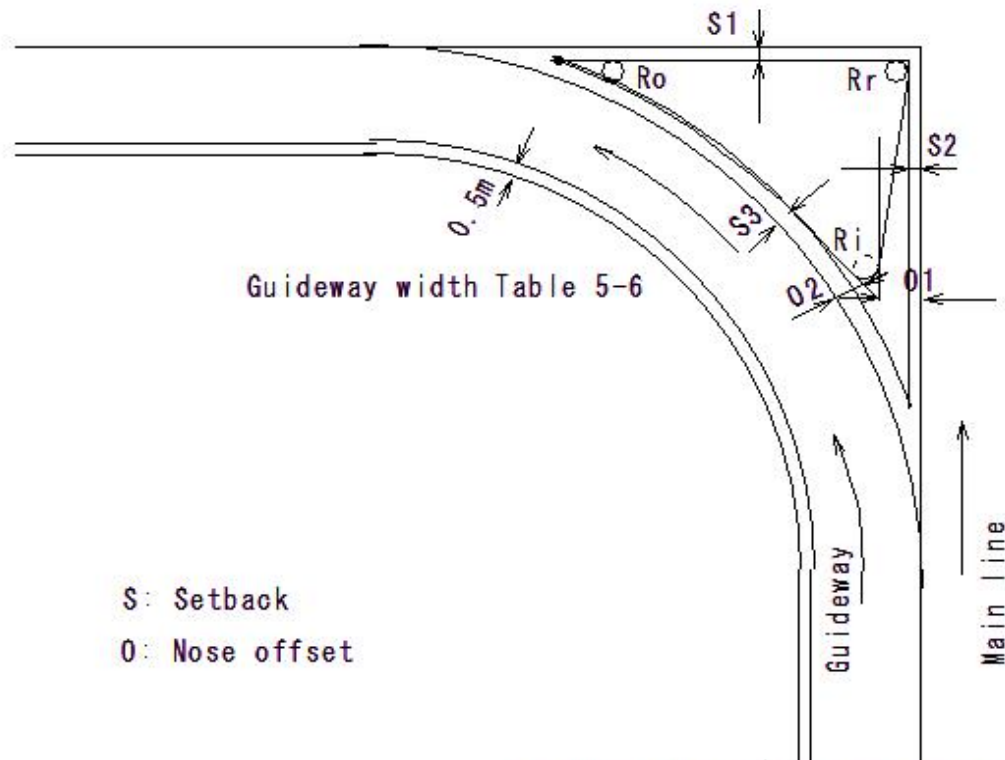 S1
Ro
Rr
S2
0.5m
S3
Ri
O2
O1
Guideway width Table 5-6
Guideway
Main line
S: Setback
O: Nose offset